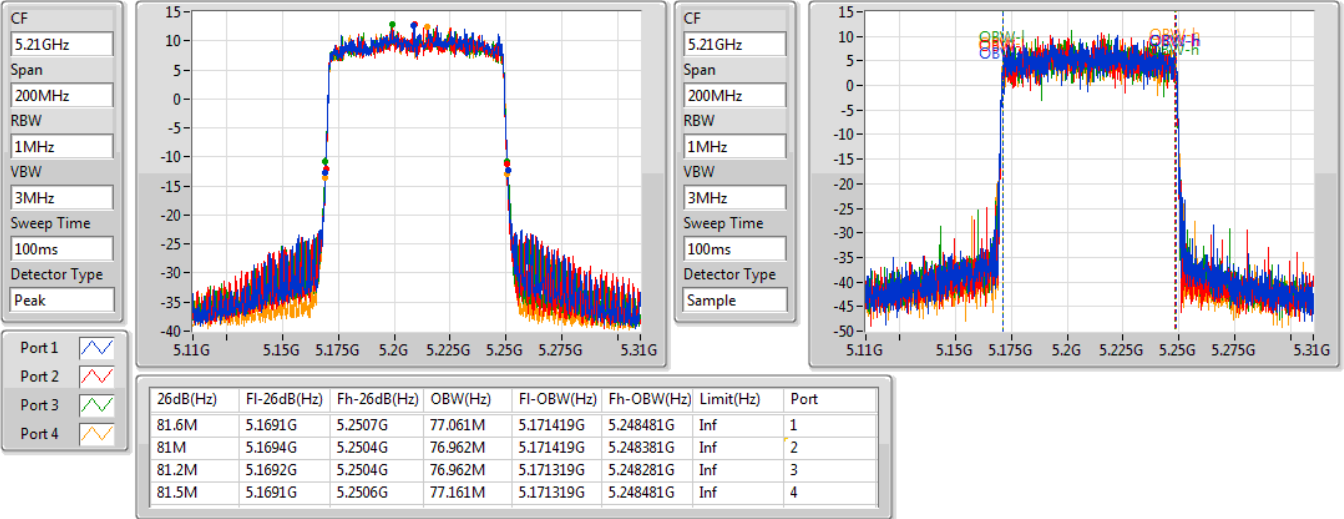 CF
5.21GHz
Span
200MHz
RBW
1MHz
VBW
3MHz
Sweep Time
100ms
Detector Type
Peak
15
10
5
0
-5
-10
-15
-20
-25
-30
-35
-40
5.11G 5.15G 5.175G 5.2G 5.225G 5.25G 5.275G 5.31G
CF
5.21GHz
Span
200MHz
RBW
1MHz
VBW
3MHz
Sweep Time
100ms
Detector Type
Sample
15
10
5
0
-5
-10
-15
-20
-25
-30
-35
-40
-45
-50
5.11G 5.15G 5.175G 5.2G 5.225G 5.25G 5.275G 5.31G
Port 1
Port 2
Port 3
Port 4
26dB(Hz) Fl-26dB(Hz) Fh-26dB(Hz) OBW(Hz) Fl-OBW(Hz) Fh-OBW(Hz) Limit(Hz) Port
81.6M 5.1691G 5.2507G 77.061M 5.171419G 5.248481G Inf 1
81M 5.1694G 5.2504G 76.962M 5.171419G 5.248381G Inf 2
81.2M 5.1692G 5.2504G 76.962M 5.171319G 5.248281G Inf 3
81.5M 5.1691G 5.2506G 77.161M 5.171319G 5.248481G Inf 4